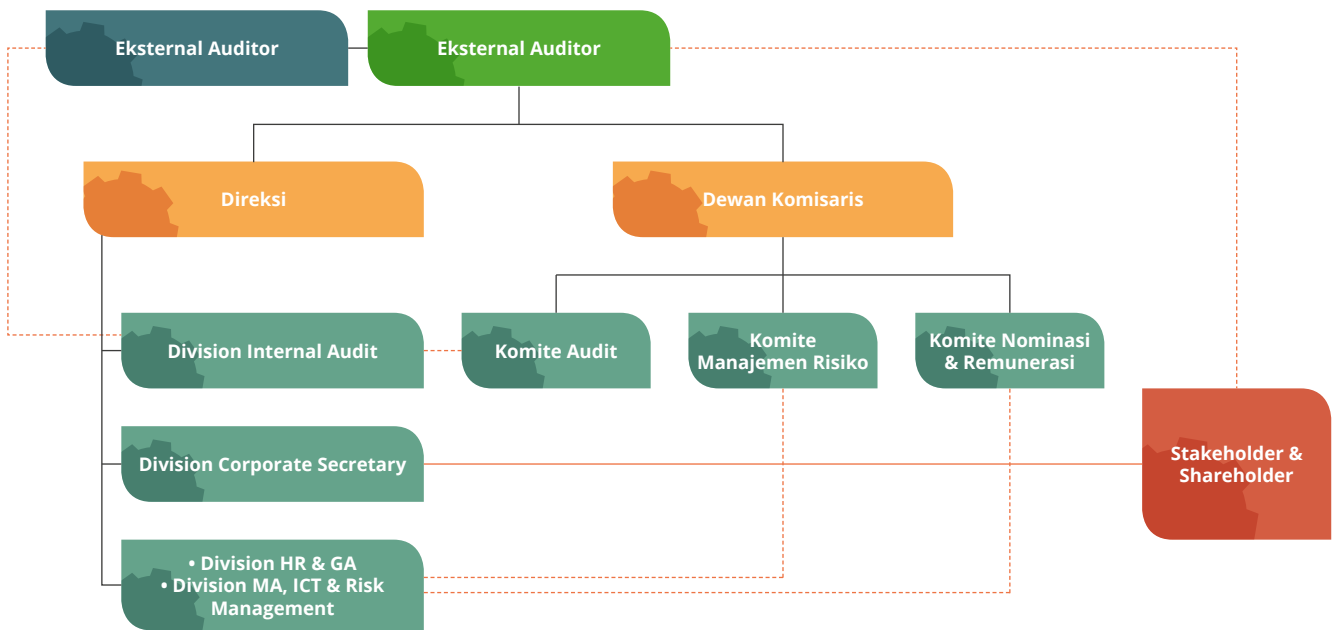 Eksternal Auditor
Eksternal Auditor
Direksi
Dewan Komisaris
Division Internal Audit
Komite Audit
Komite
Manajemen Risiko
Komite Nominasi
& Remunerasi
Division Corporate Secretary
Stakeholder &
Shareholder
• Division HR & GA
• Division MA, ICT & Risk
Management